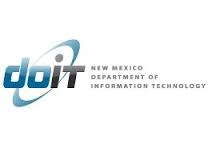 doIT
NEW MEXICO
DEPARTMENT OF
INFORMATION TECHNOLOGY